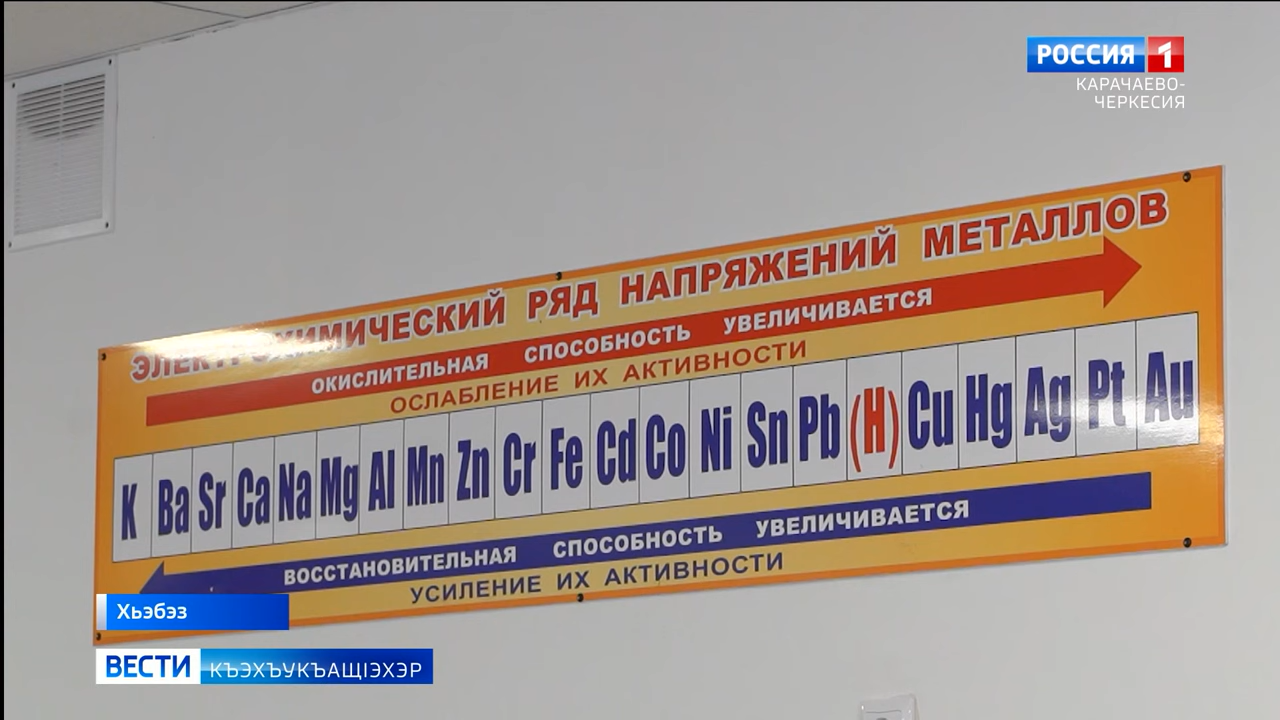 РОССИЯ 1
КАРАЧАЕВО-
ЧЕРКЕСИЯ
ЭЛЕКТРОХИМИЧЕСКИЙ РЯД НАПРЯЖЕНИЙ МЕТАЛЛОВ
ОКИСЛИТЕЛЬНАЯ СПОСОБНОСТЬ УВЕЛИЧИВАЕТСЯ
ОСЛАБЛЕНИЕ ИХ АКТИВНОСТИ
K Ba Sr Ca Na Mg Al Mn Zn Cr Fe Cd Co Ni Sn Pb (H) Cu Hg Ag Pt Au
ВОССТАНОВИТЕЛЬНАЯ СПОСОБНОСТЬ УВЕЛИЧИВАЕТСЯ
УСИЛЕНИЕ ИХ АКТИВНОСТИ
Хьэбэз
ВЕСТИ КЪЭХЪУКЪАЩIЭХЭР